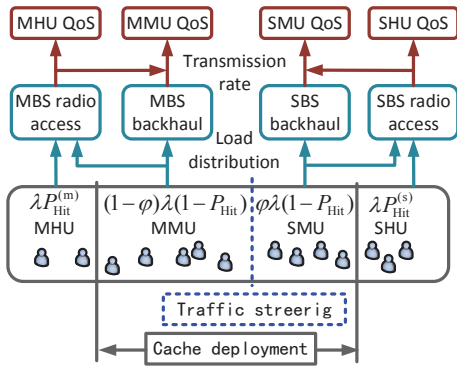 MHU QoS MMU QoS SMU QoS SHU QoS
Transmission
rate
MBS radio
access
MBS
backhaul
SBS
backhaul
SBS radio
access
Load
distribution
λP_Hit^(m) (1−φ)λ(1−P_Hit) φλ(1−P_Hit) λP_Hit^(s)
MHU MMU SMU SHU
Traffic streerig
Cache deployment